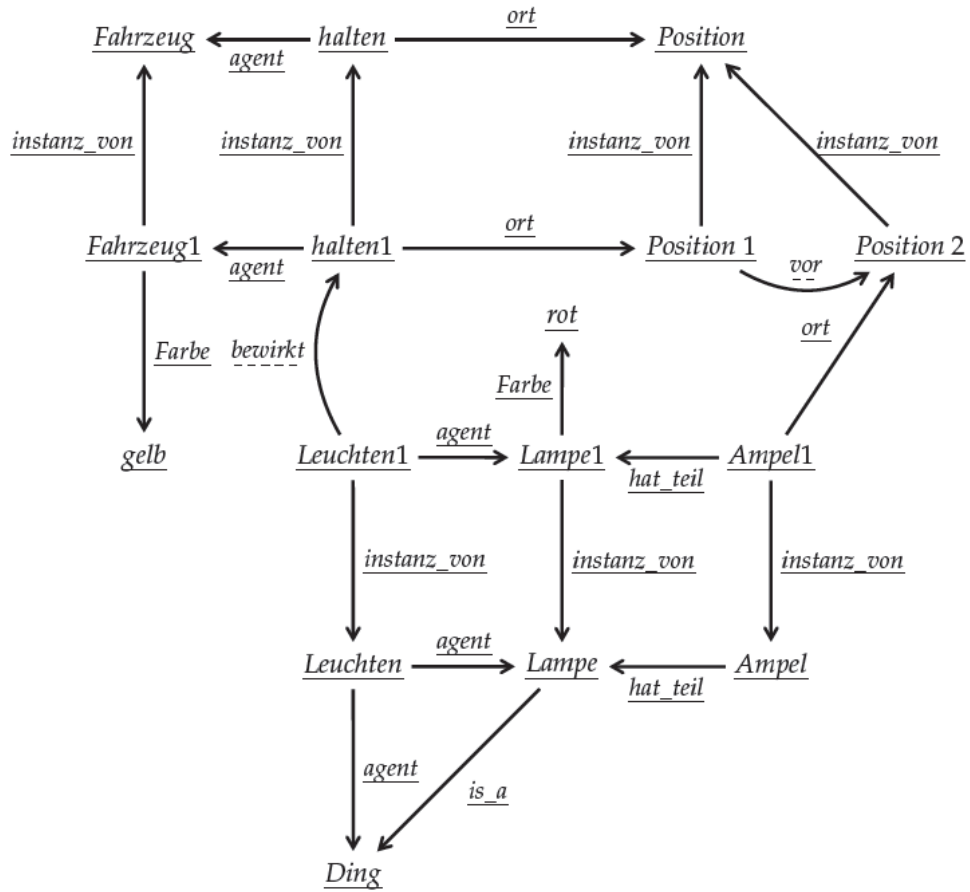 ort
Fahrzeug halten Position
agent
instanz_von instanz_von instanz_von instanz_von
ort
Fahrzeug1 halten1 Position 1 Position 2
agent vor
rot ort
Farbe bewirkt
Farbe
agent
gelb Leuchten1 Lampe1 Ampel1
hat_teil
instanz_von instanz_von instanz_von
agent
Leuchten Lampe Ampel
hat_teil
agent
is_a
Ding